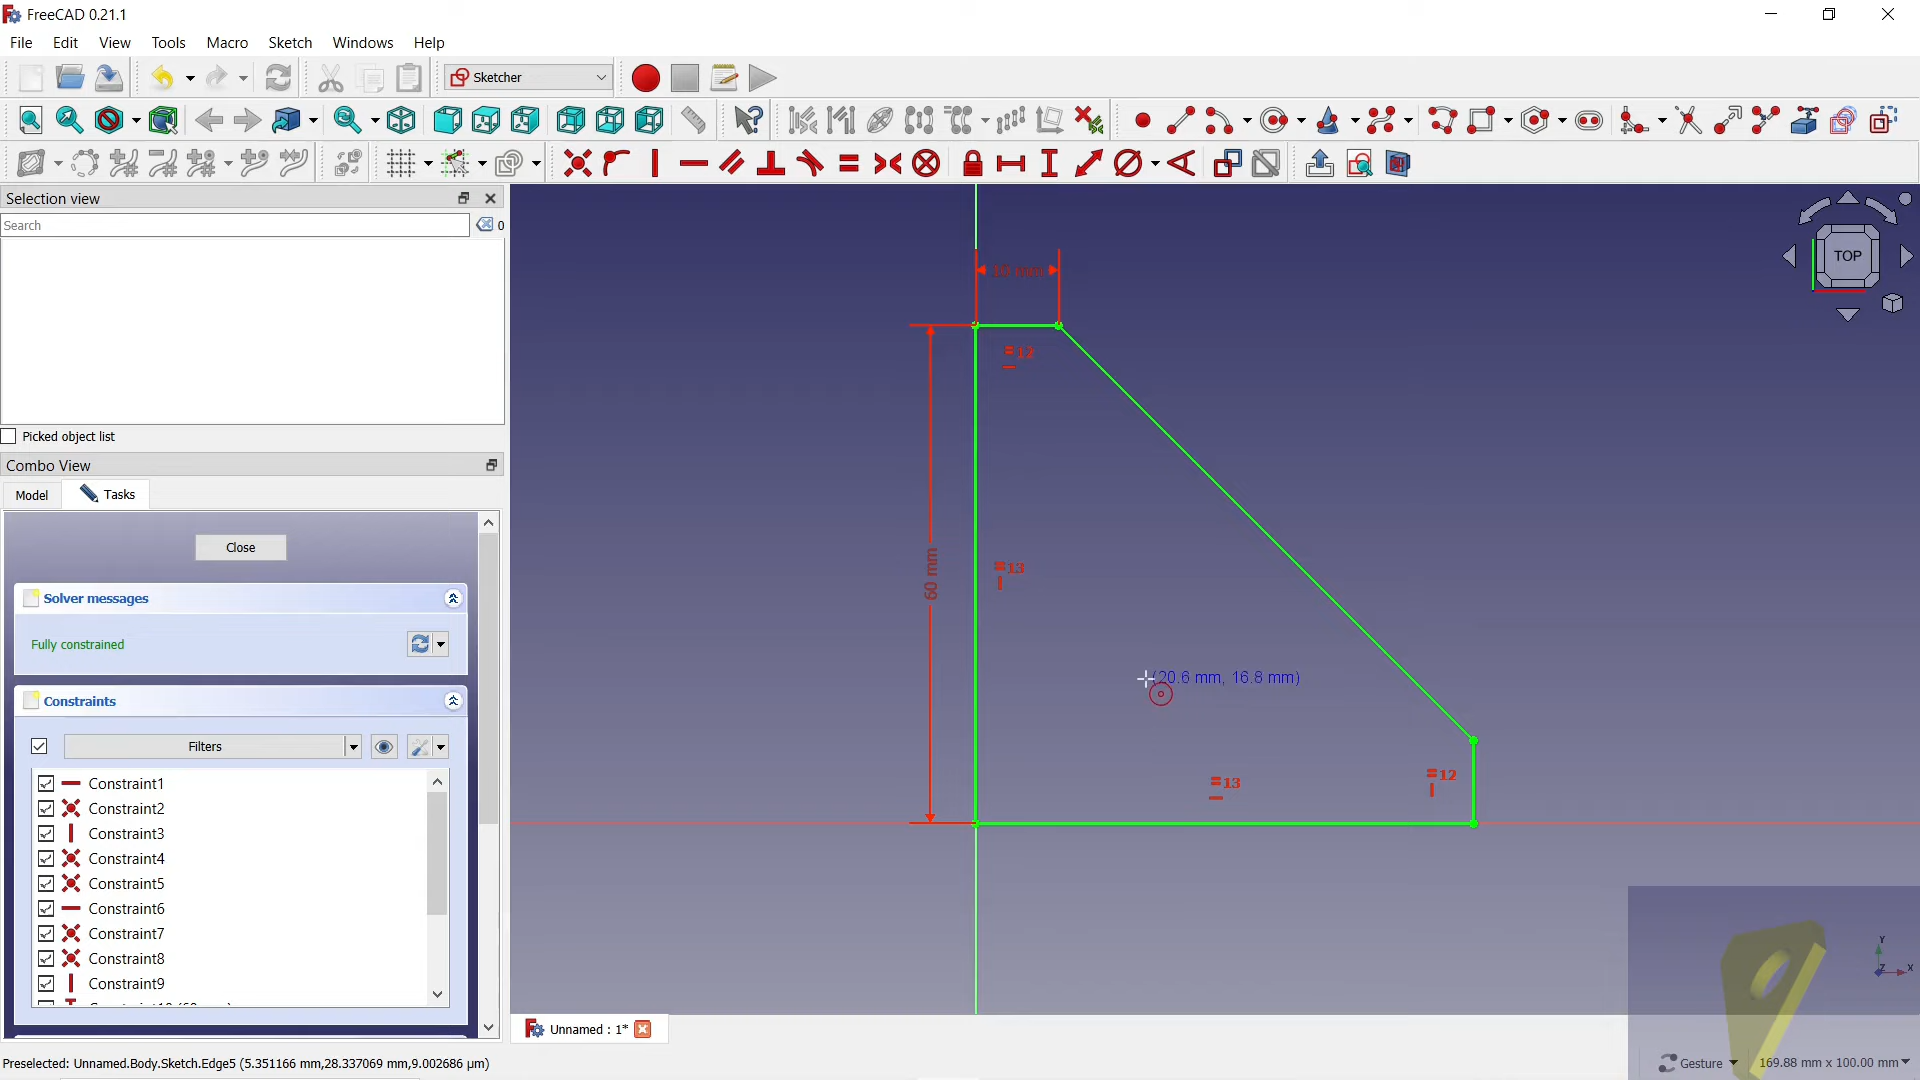 FreeCAD 0.21.1
File Edit View Tools Macro Sketch Windows Help
Sketcher
Selection view
Search
0
Picked object list
Combo View
Model
Tasks
Close
Solver messages
Fully constrained
Constraints
Filters
Constraint1
Constraint2
Constraint3
Constraint4
Constraint5
Constraint6
Constraint7
Constraint8
Constraint9
10 mm
12
60 mm
13
(20.6 mm, 16.8 mm)
13
12
TOP
Y
Z
X
Unnamed : 1*
Preselected: Unnamed.Body.Sketch.Edge5 (5.351166 mm,28.337069 mm,9.002686 µm)
Gesture
169.88 mm x 100.00 mm